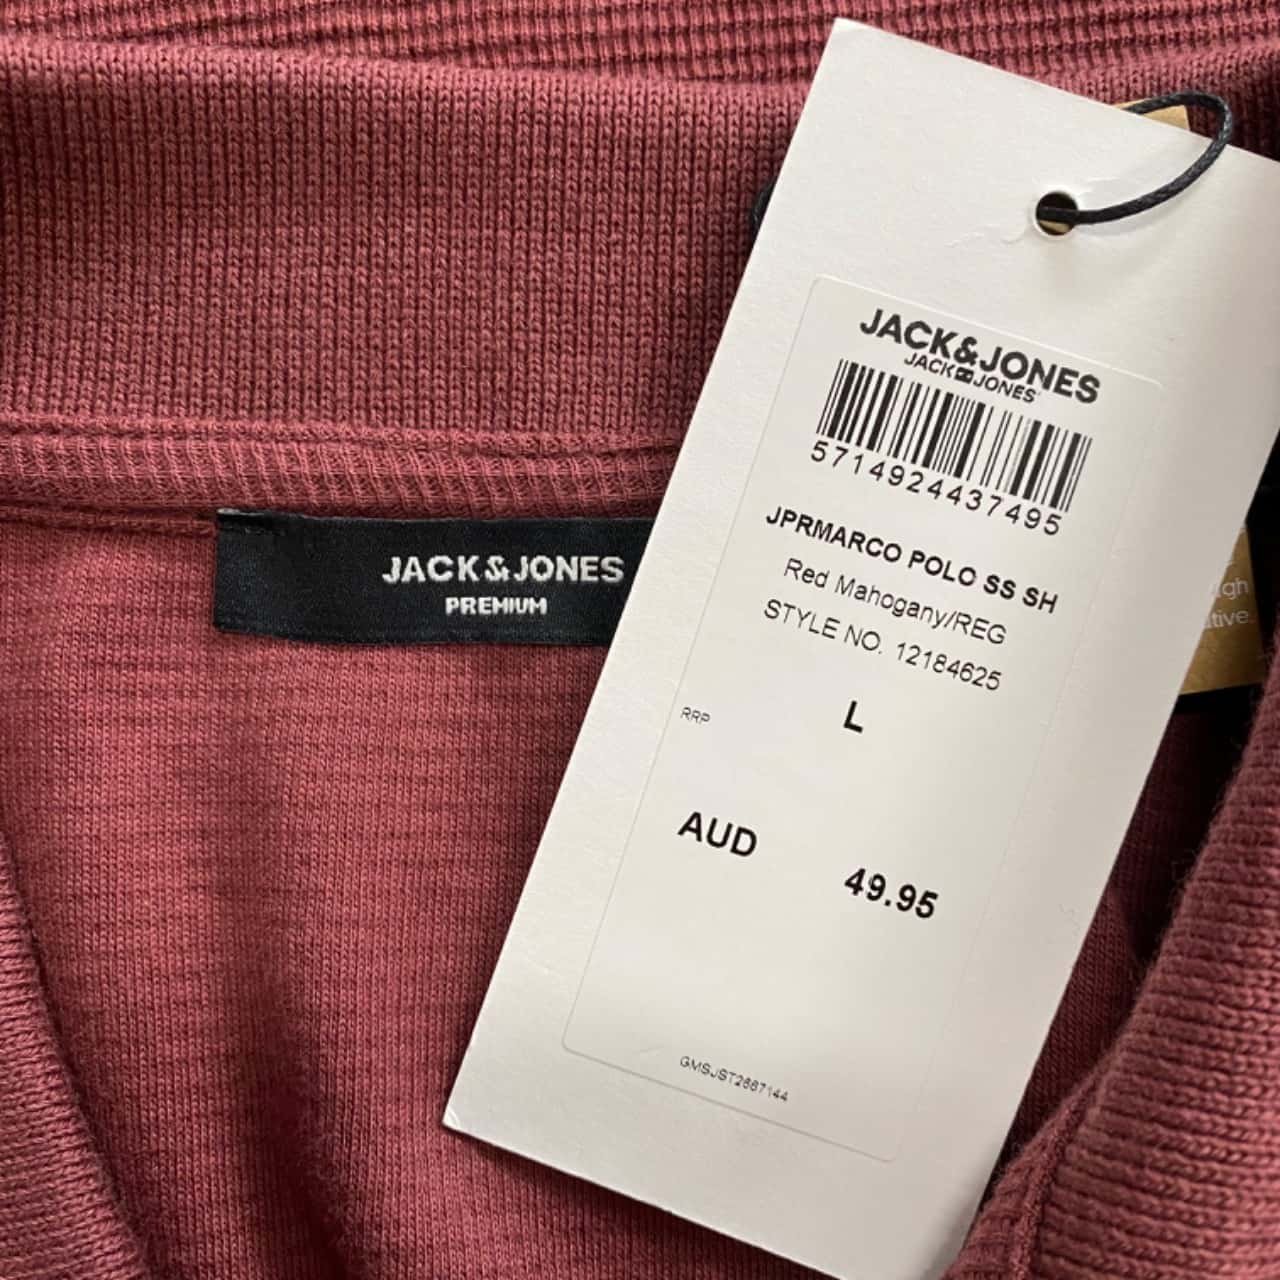 JACK&JONES
JACK&JONES
5714924437495
JPRMARCO POLO SS SH
Red Mahogany/REG
STYLE NO. 12184625
RRP
L
AUD
49.95
GMSJST2667144
JACK&JONES
PREMIUM